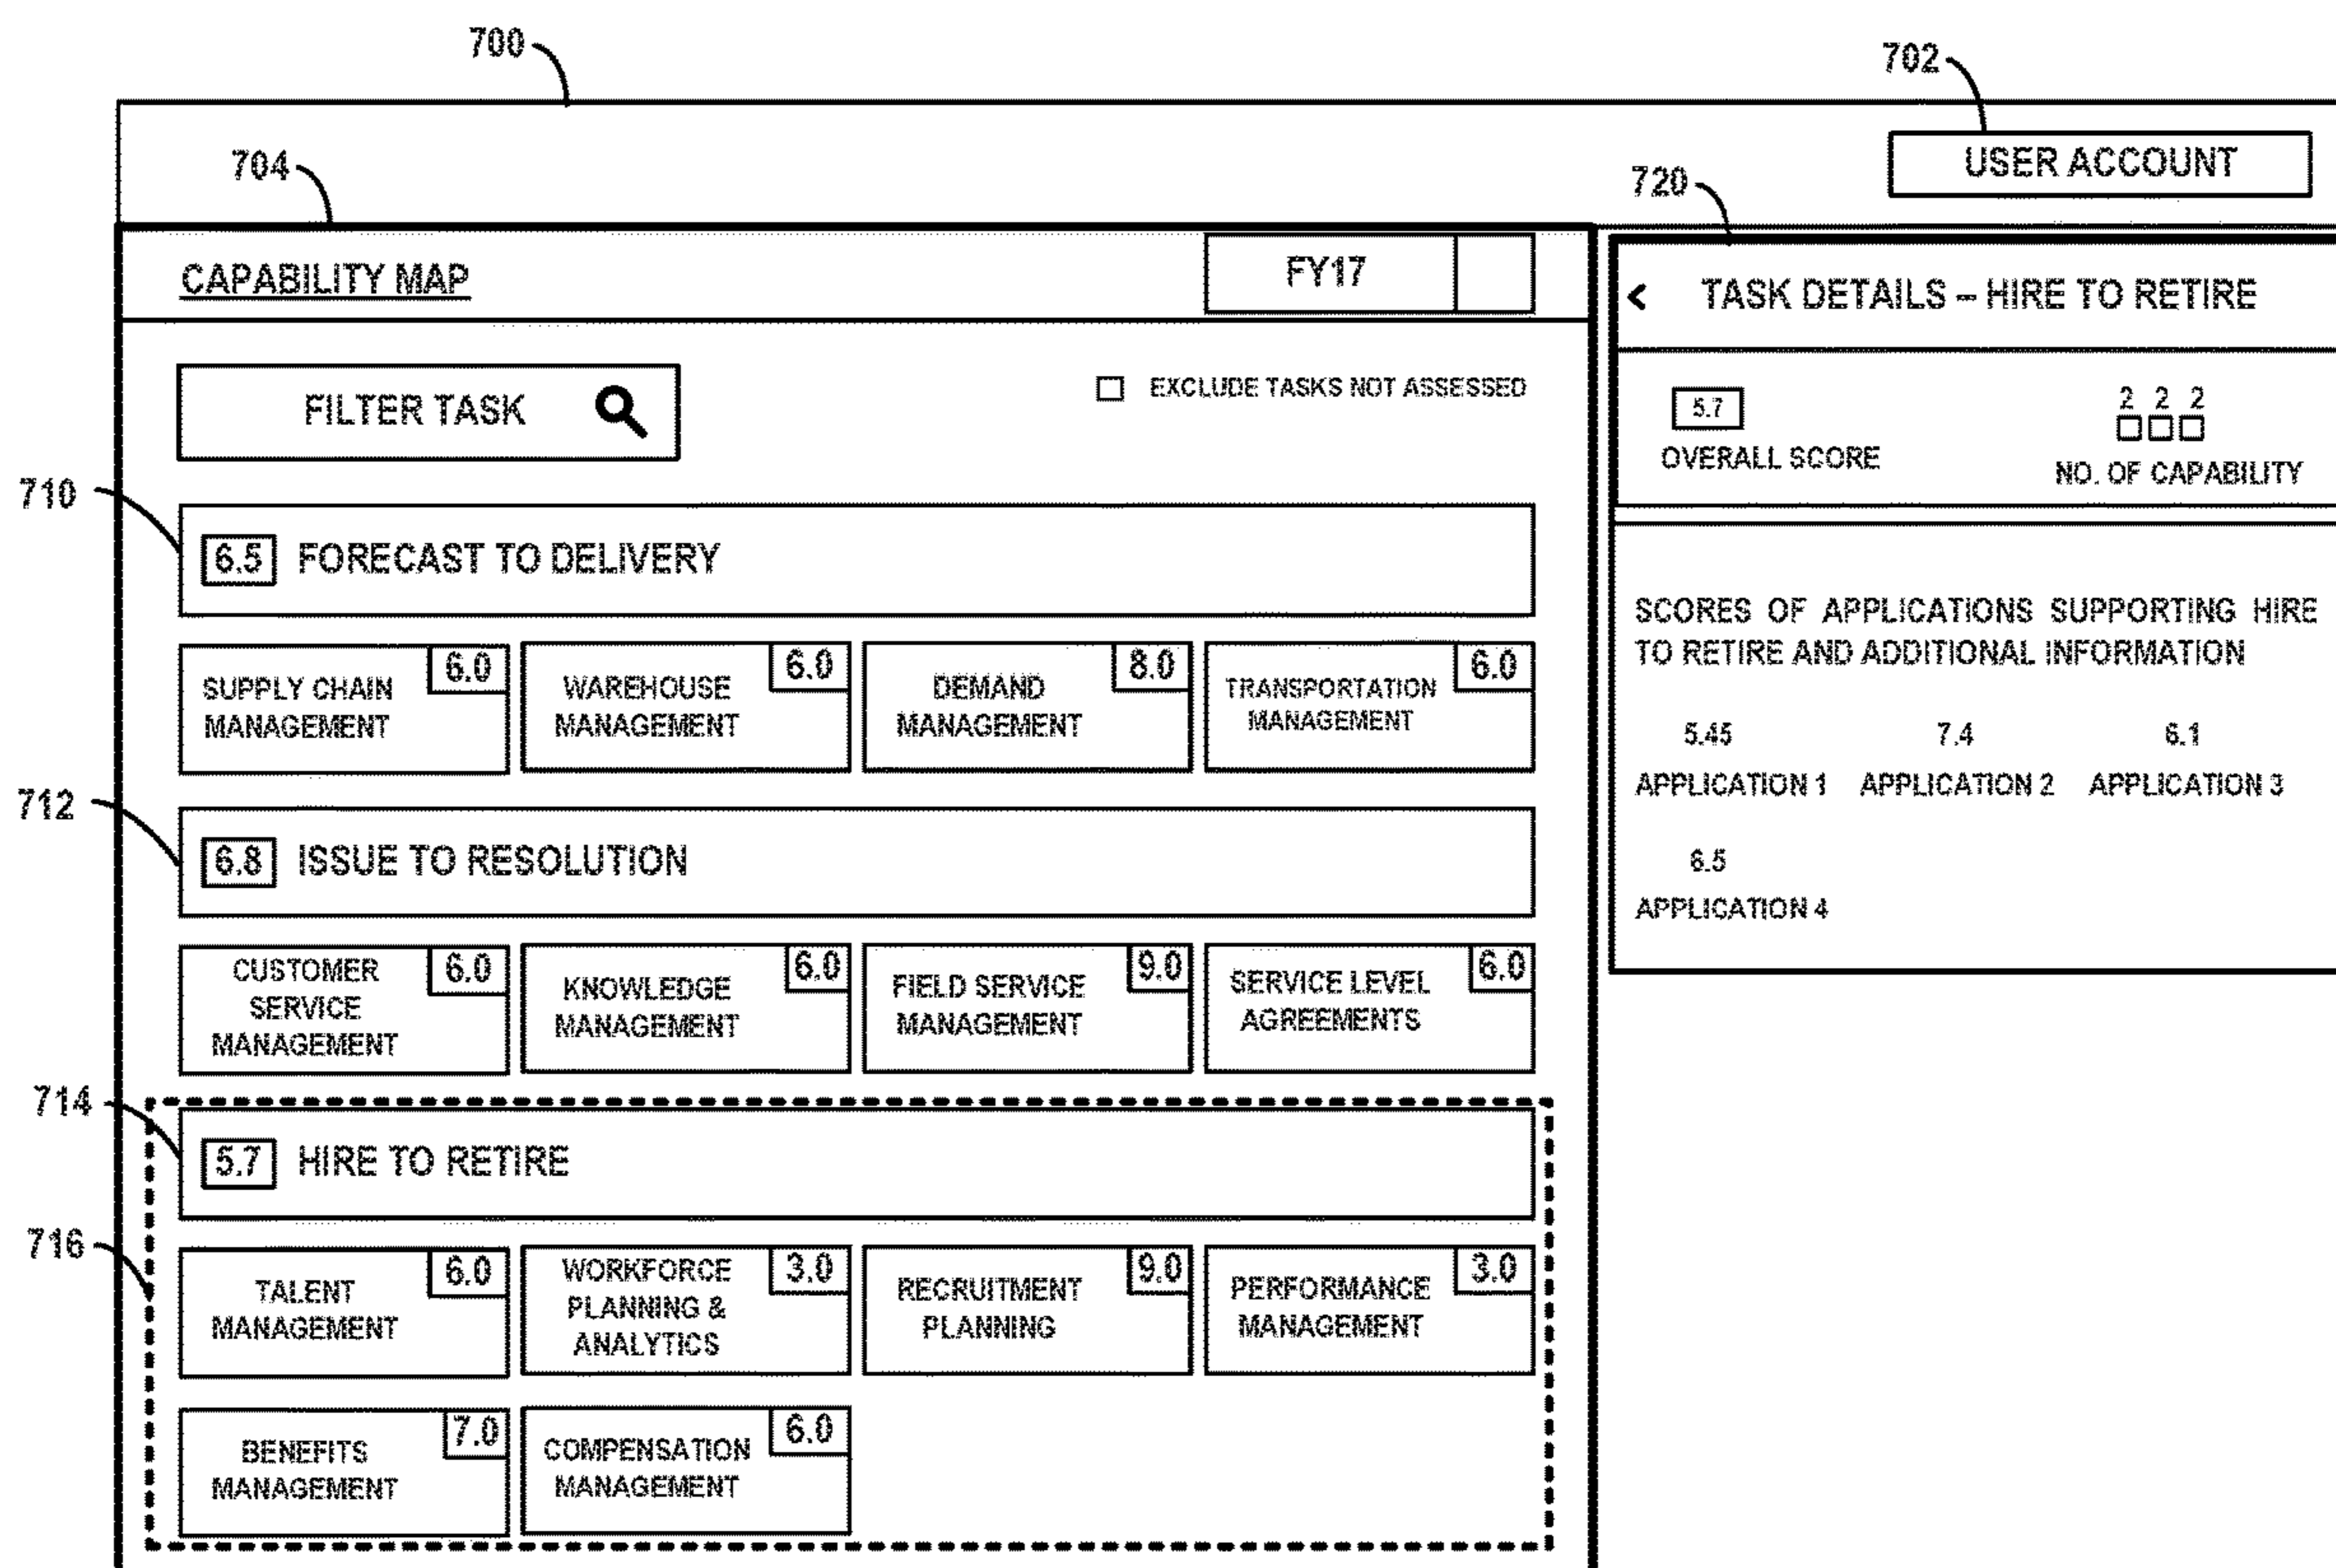 700
702
704
USER ACCOUNT
720
CAPABILITY MAP
FY17
< TASK DETAILS – HIRE TO RETIRE
FILTER TASK
EXCLUDE TASKS NOT ASSESSED
5.7
OVERALL SCORE
2 2 2
NO. OF CAPABILITY
710
6.5 FORECAST TO DELIVERY
SUPPLY CHAIN
MANAGEMENT
6.0
WAREHOUSE
MANAGEMENT
6.0
DEMAND
MANAGEMENT
8.0
TRANSPORTATION
MANAGEMENT
6.0
SCORES OF APPLICATIONS SUPPORTING HIRE
TO RETIRE AND ADDITIONAL INFORMATION
5.45 7.4 6.1
APPLICATION 1 APPLICATION 2 APPLICATION 3
APPLICATION 4
712
6.8 ISSUE TO RESOLUTION
CUSTOMER
SERVICE
MANAGEMENT
6.0
KNOWLEDGE
MANAGEMENT
6.0
FIELD SERVICE
MANAGEMENT
9.0
SERVICE LEVEL
AGREEMENTS
6.0
714
5.7 HIRE TO RETIRE
716
TALENT
MANAGEMENT
6.0
WORKFORCE
PLANNING &
ANALYTICS
3.0
RECRUITMENT
PLANNING
9.0
PERFORMANCE
MANAGEMENT
3.0
BENEFITS
MANAGEMENT
7.0
COMPENSATION
MANAGEMENT
6.0